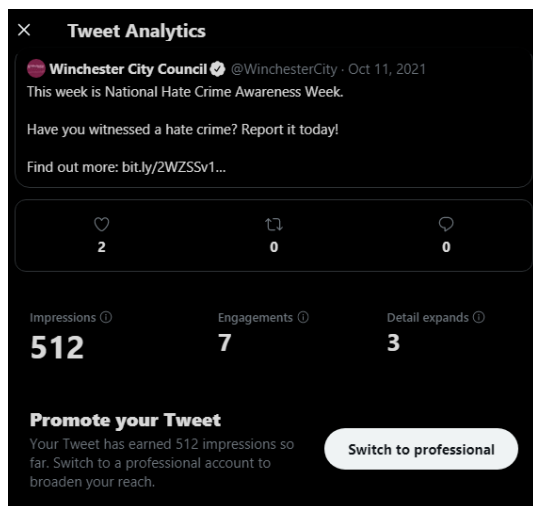 Tweet Analytics
Winchester City Council @WinchesterCity · Oct 11, 2021
This week is National Hate Crime Awareness Week.
Have you witnessed a hate crime? Report it today!
Find out more: bit.ly/2WZSSv1...
2 0 0
Impressions Engagements Detail expands
512 7 3
Promote your Tweet
Your Tweet has earned 512 impressions so
far. Switch to a professional account to
broaden your reach.
Switch to professional